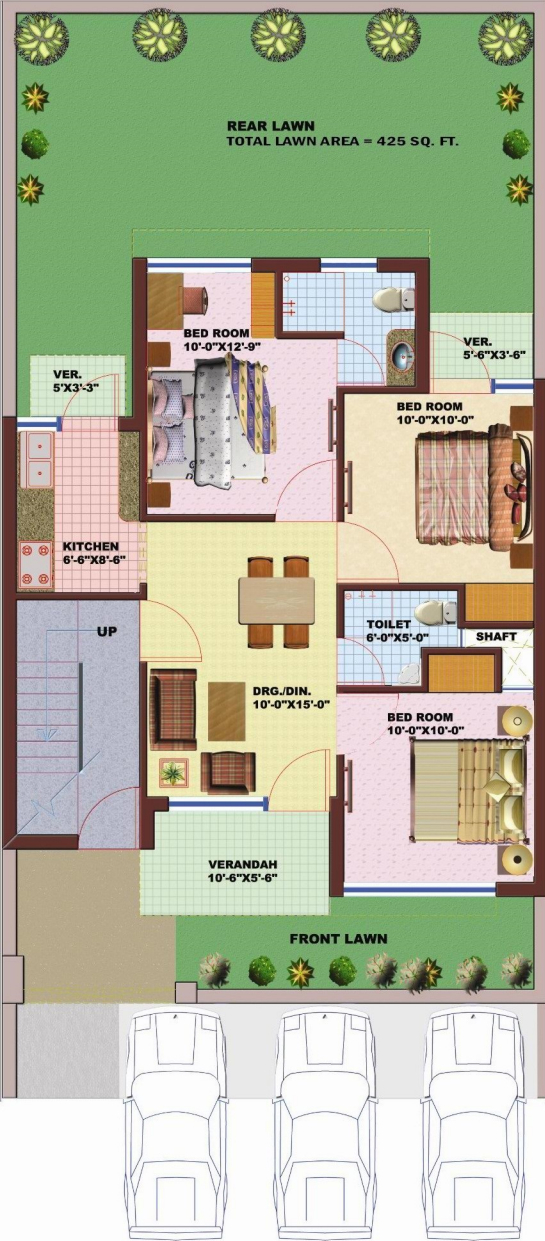 REAR LAWN
TOTAL LAWN AREA = 425 SQ. FT.
BED ROOM
10'-0"X12'-9"
VER.
5'-6"X3'-6"
VER.
5'X3'-3"
BED ROOM
10'-0"X10'-0"
KITCHEN
6'-6"X8'-6"
UP
TOILET
6'-0"X5'-0"
SHAFT
DRG./DIN.
10'-0"X15'-0"
BED ROOM
10'-0"X10'-0"
VERANDAH
10'-6"X5'-6"
FRONT LAWN